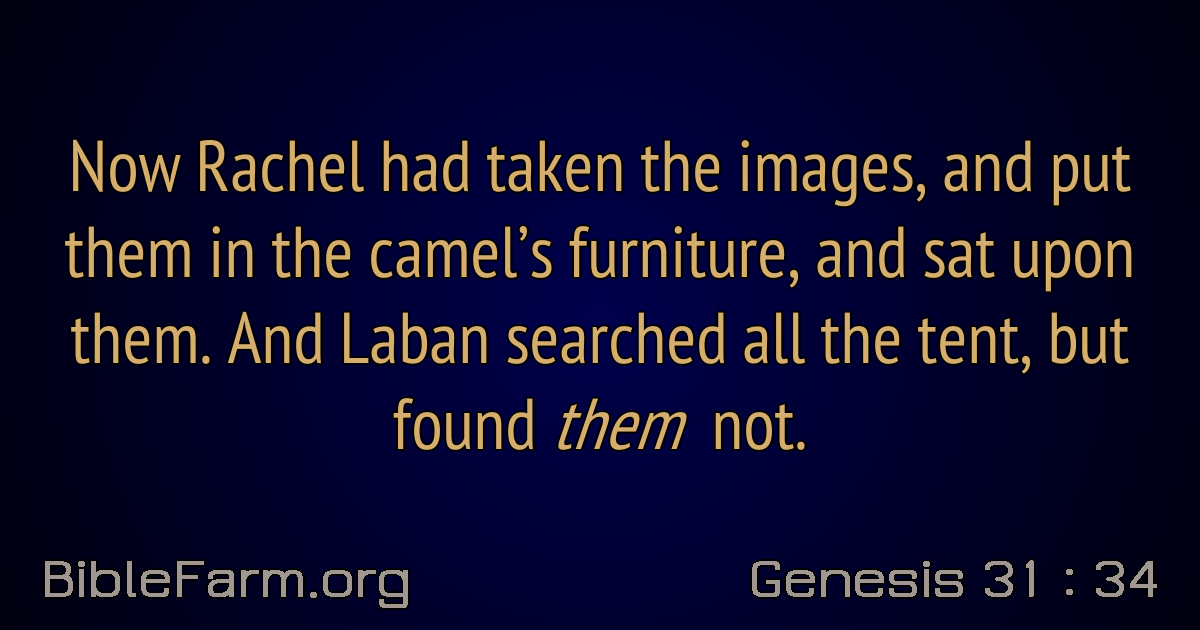 Now Rachel had taken the images, and put
them in the camel’s furniture, and sat upon
them. And Laban searched all the tent, but
found them not.
BibleFarm.org
Genesis 31 : 34